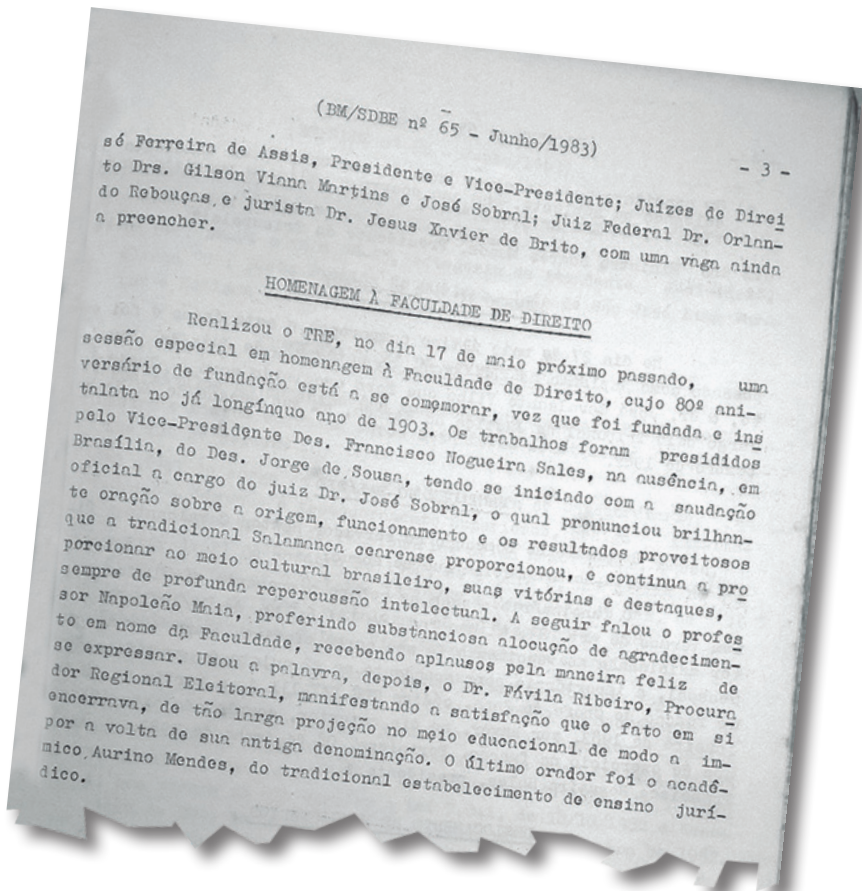 (BM/SDBE nº 65 - Junho/1983)
- 3 -
sé Ferreira de Assis, Presidente e Vice-Presidente; Juízes de Direi
to Drs. Gilson Viana Martins e José Sobral; Juiz Federal Dr. Orlan-
do Rebouças e jurista Dr. Jesus Xavier de Brito, com uma vaga ainda
a preencher.
HOMENAGEM À FACULDADE DE DIREITO
Realizou o TRE, no dia 17 de maio próximo passado, uma
sessão especial em homenagem à Faculdade de Direito, cujo 80º ani-
versário de fundação está a se comemorar, vez que foi fundada e ins
talata no já longínquo ano de 1903. Os trabalhos foram presididos
pelo Vice-Presidente Des. Francisco Nogueira Sales, na ausência, em
Brasília, do Des. Jorge de Sousa, tendo se iniciando com a saudação
oficial a cargo do juiz Dr. José Sobral, o qual pronunciou brilhan-
te oração sobre a origem, funcionamento e os resultados proveitosos
que a tradicional Salamanca cearense proporcionou, e continua a pro
porcionar ao meio cultural brasileiro, suas vitórias e destaques,
sempre de profunda repercussão intelectual. A seguir falou o profes
sor Napoleão Maia, proferindo substanciosa alocução de agradecimen-
to em nome da Faculdade, recebendo aplausos pela maneira feliz de
se expressar. Usou a palavra, depois, o Dr. Fávila Ribeiro, Procura
dor Regional Eleitoral, manifestando a satisfação que o fato em si
encerrava, de tão larga projeção no meio educacional de modo a im-
por a volta de sua antiga denominação. O último orador foi o acadê-
mico Aurino Mendes, do tradicional estabelecimento de ensino jurí-
dico.